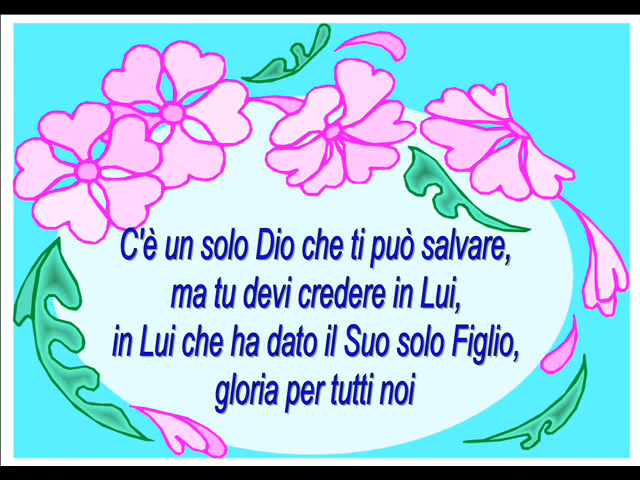 C'è un solo Dio che ti può salvare,
ma tu devi credere in Lui,
in Lui che ha dato il Suo solo Figlio,
gloria per tutti noi